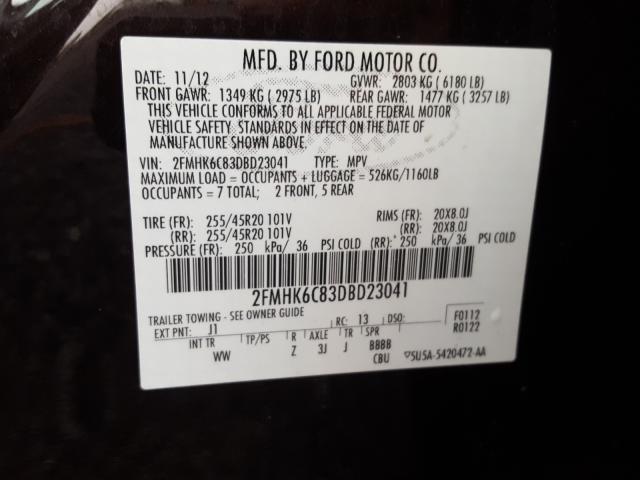 MFD. BY FORD MOTOR CO.
DATE: 11/12 GVWR: 2803 KG ( 6180 LB)
FRONT GAWR: 1349 KG ( 2975 LB) REAR GAWR: 1477 KG ( 3257 LB)
THIS VEHICLE CONFORMS TO ALL APPLICABLE FEDERAL MOTOR
VEHICLE SAFETY STANDARDS IN EFFECT ON THE DATE OF
MANUFACTURE SHOWN ABOVE.
VIN: 2FMHK6C83DBD23041 TYPE: MPV
MAXIMUM LOAD = OCCUPANTS + LUGGAGE = 526KG/1160LB
OCCUPANTS = 7 TOTAL; 2 FRONT, 5 REAR
TIRE (FR): 255/45R20 101V RIMS (FR): 20X8.0J
(RR): 255/45R20 101V (RR): 20X8.0J
PRESSURE (FR): 250 kPa/ 36 PSI COLD (RR): 250 kPa/ 36 PSI COLD
2FMHK6C83DBD23041
TRAILER TOWING - SEE OWNER GUIDE
EXT PNT: J1 RC: 13 DSO: F0112
INT TR TP/PS R AXLE TR SPR R0122
WW Z 3J J BBBB
CBU 5U5A-5420472-AA